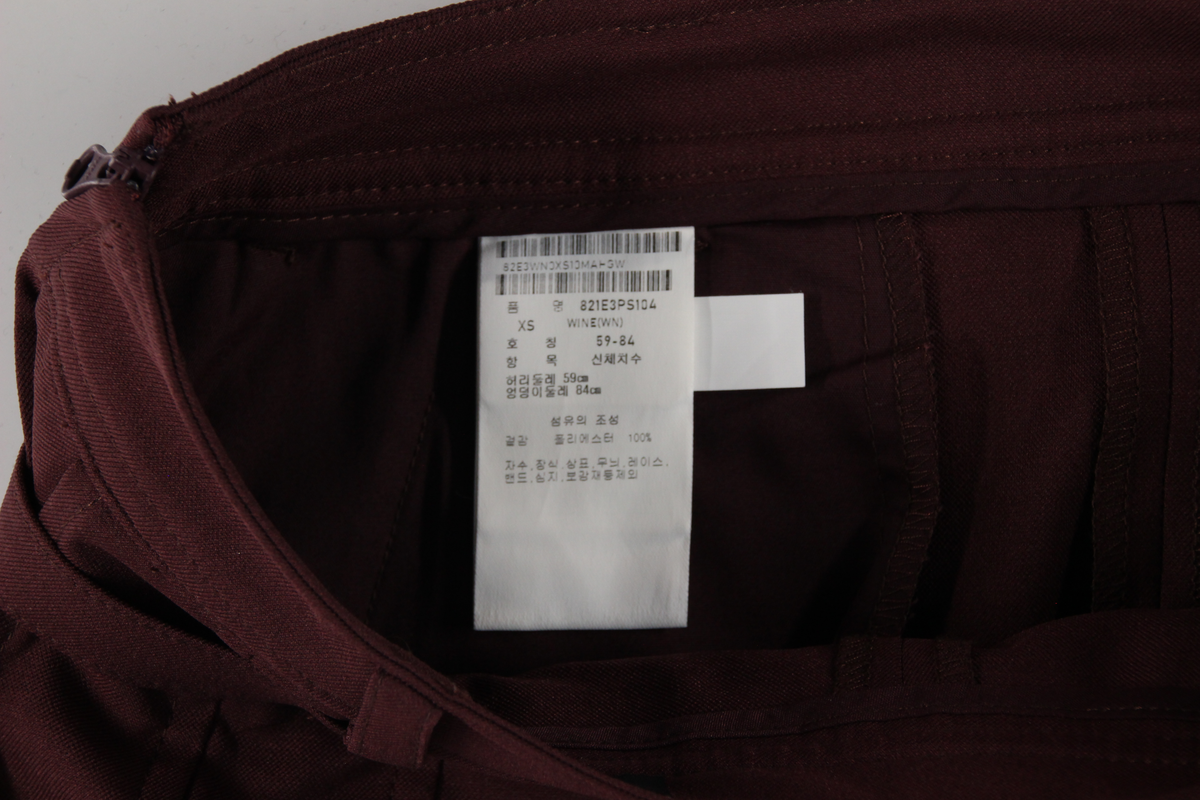 82E3WN0XS10MAHGW
품 명 821E3PS104
XS WINE(WN)
호 칭 59-84
항 목 신체치수
허리둘레 59㎝
엉덩이둘레 84㎝
섬유의 조성
겉감 폴리에스터 100%
자수,장식,상표,무늬,레이스,
밴드,심지,보강재등제외